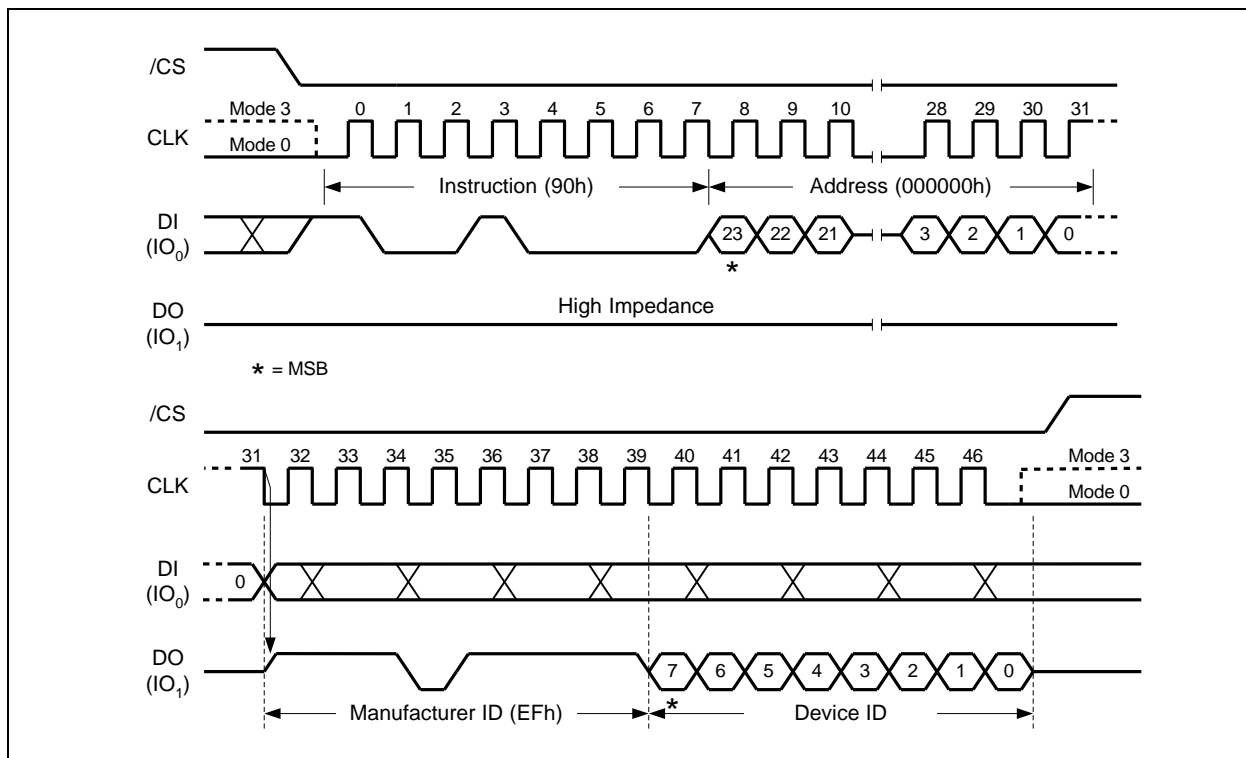 /CS
Mode 3 0 1 2 3 4 5 6 7 8 9 10 28 29 30 31
CLK
Mode 0
Instruction (90h) Address (000000h)
DI
(IO0) 23 22 21 3 2 1 0
*
High Impedance
DO
(IO1)
* = MSB
/CS
31 32 33 34 35 36 37 38 39 40 41 42 43 44 45 46 Mode 3
CLK
Mode 0
DI
(IO0) 0
DO
(IO1) 7 6 5 4 3 2 1 0
*
Manufacturer ID (EFh) Device ID